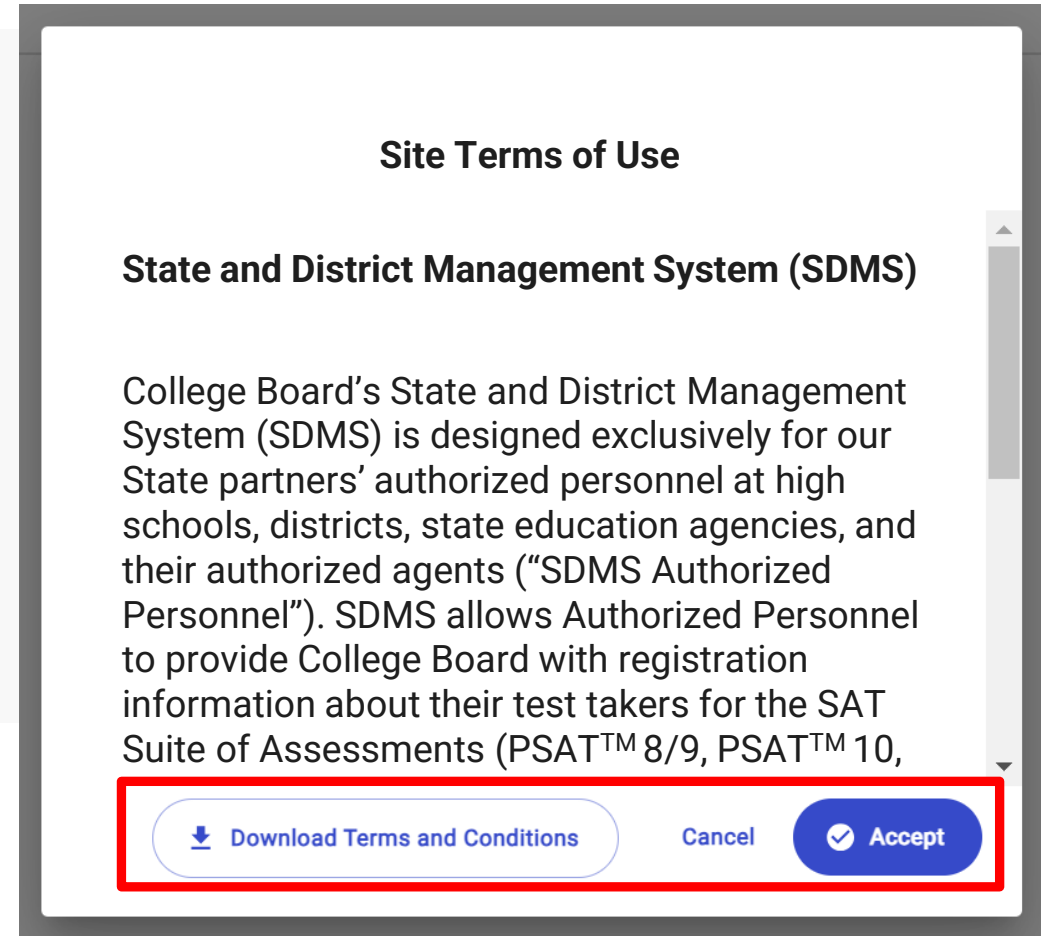 Site Terms of Use
State and District Management System (SDMS)
College Board’s State and District Management
System (SDMS) is designed exclusively for our
State partners’ authorized personnel at high
schools, districts, state education agencies, and
their authorized agents (“SDMS Authorized
Personnel”). SDMS allows Authorized Personnel
to provide College Board with registration
information about their test takers for the SAT
Suite of Assessments (PSAT™ 8/9, PSAT™ 10,
Download Terms and Conditions Cancel Accept